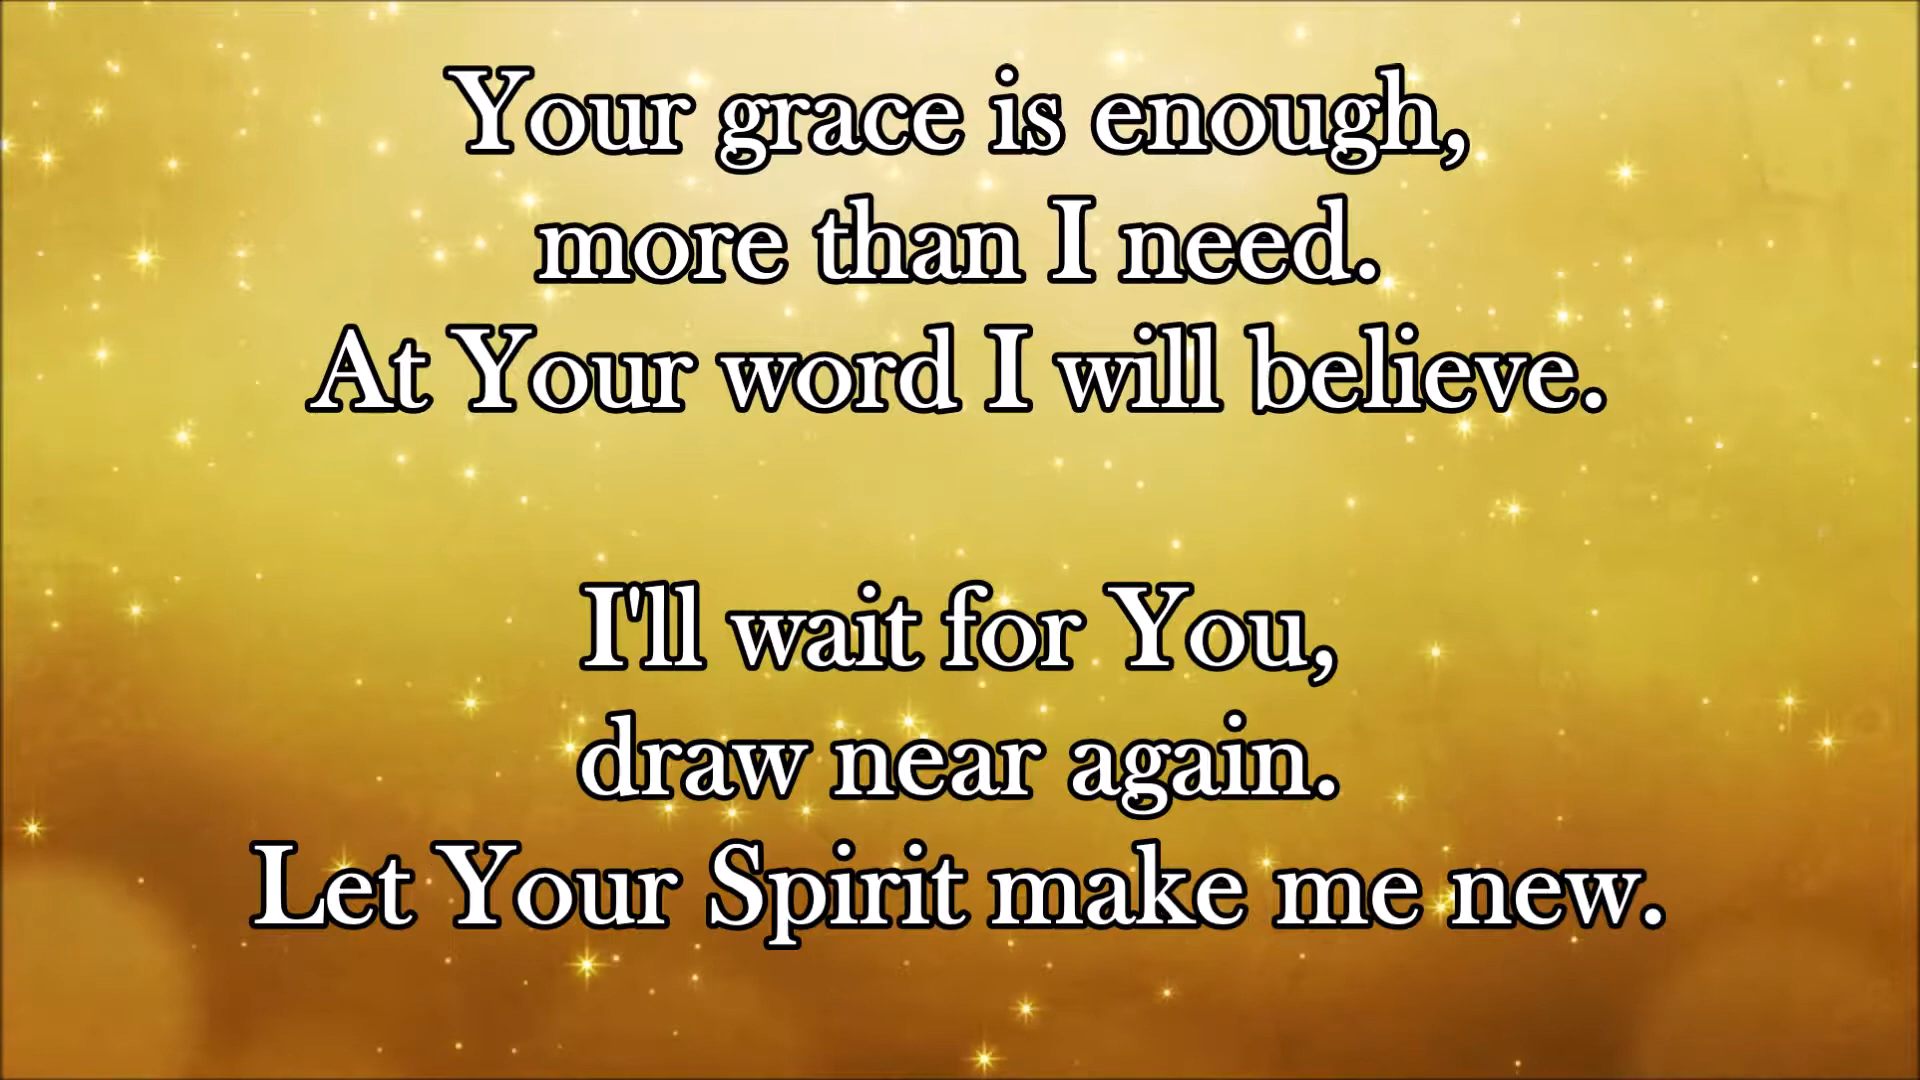 Your grace is enough,
more than I need.
At Your word I will believe.
I'll wait for You,
draw near again.
Let Your Spirit make me new.